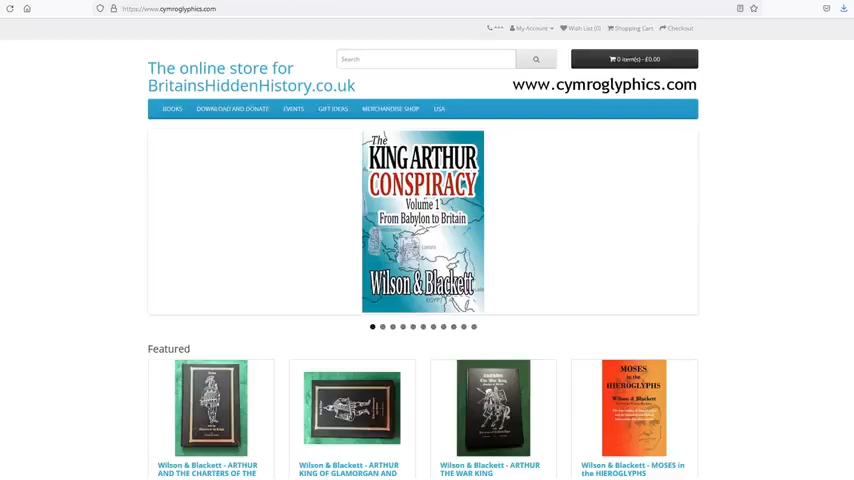 https://www.cymroglyphics.com
*** My Account Wish List (0) Shopping Cart Checkout
The online store for
BritainsHiddenHistory.co.uk
Search
0 item(s) - £0.00
www.cymroglyphics.com
BOOKS DOWNLOAD AND DONATE EVENTS GIFT IDEAS MERCHANDISE SHOP USA
The
KING ARTHUR
CONSPIRACY
Volume 1
From Babylon to Britain
Wilson & Blackett
EGYPT
Featured
MOSES
in the
HIEROGLYPHS
Wilson & Blackett
Wilson & Blackett - ARTHUR
AND THE CHARTERS OF THE
Wilson & Blackett - ARTHUR
KING OF GLAMORGAN AND
Wilson & Blackett - ARTHUR
THE WAR KING
Wilson & Blackett - MOSES in
the HIEROGLYPHS